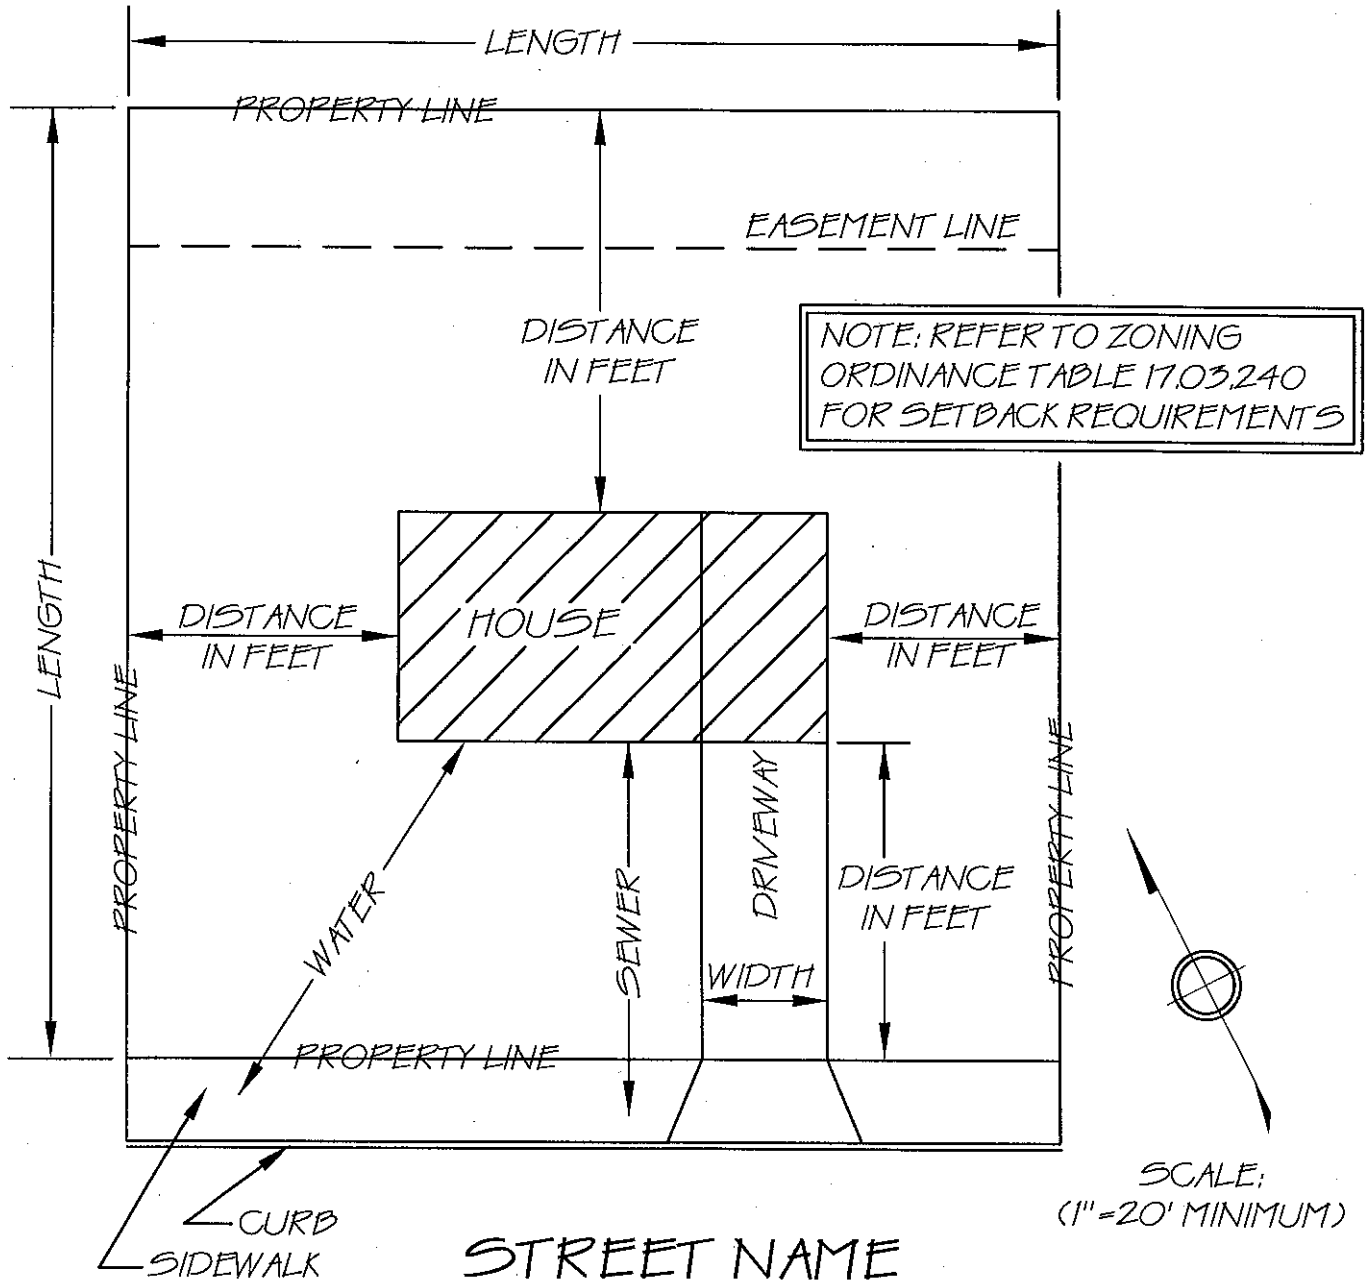 LENGTH
PROPERTY LINE
EASEMENT LINE
DISTANCE
IN FEET
NOTE: REFER TO ZONING
ORDINANCE TABLE 17.03.240
FOR SETBACK REQUIREMENTS
LENGTH
DISTANCE
IN FEET
HOUSE
DISTANCE
IN FEET
PROPERTY LINE
PROPERTY LINE
DRIVEWAY
WATER
SEWER
DISTANCE
IN FEET
WIDTH
PROPERTY LINE
SCALE:
(1"=20' MINIMUM)
CURB
SIDEWALK
STREET NAME